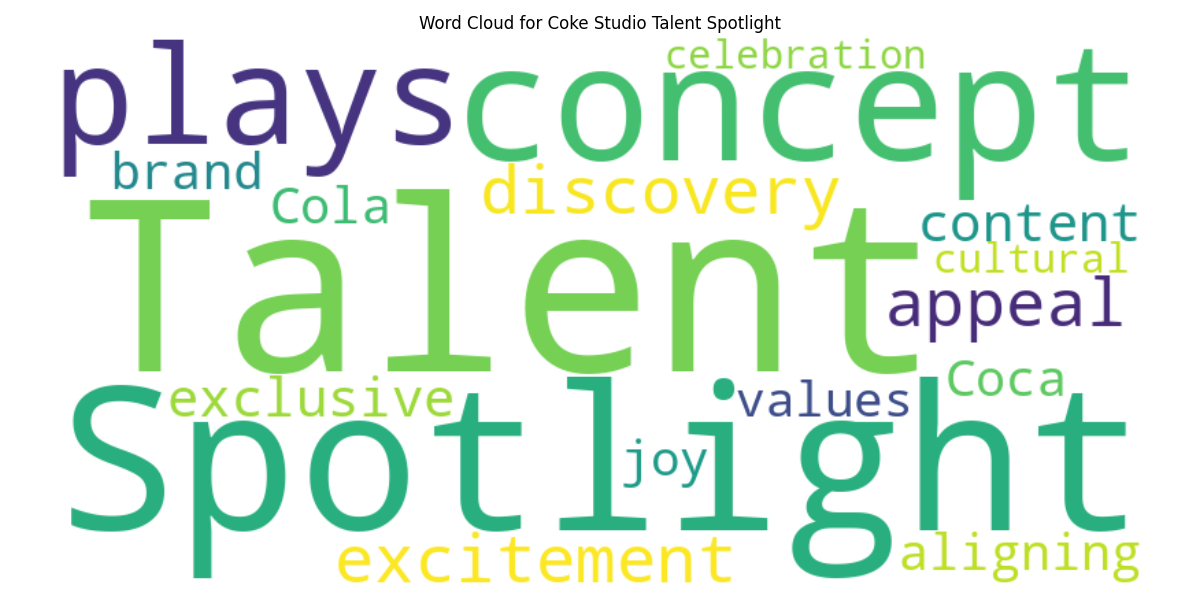 Word Cloud for Coke Studio Talent Spotlight
celebration
plays
concept
brand
discovery
Cola
content
Talent
cultural
appeal
Coca
exclusive
values
Spotlight
joy
excitement
aligning